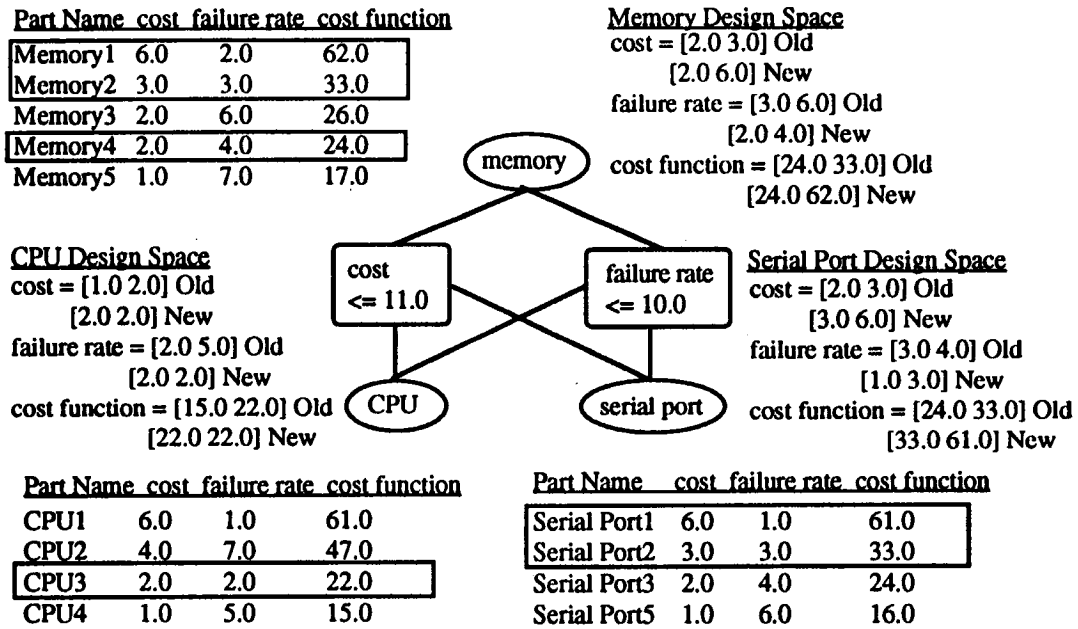 Part Name cost failure rate cost function
Memory1 6.0 2.0 62.0
Memory2 3.0 3.0 33.0
Memory3 2.0 6.0 26.0
Memory4 2.0 4.0 24.0
Memory5 1.0 7.0 17.0
Memory Design Space
cost = [2.0 3.0] Old
[2.0 6.0] New
failure rate = [3.0 6.0] Old
[2.0 4.0] New
cost function = [24.0 33.0] Old
[24.0 62.0] New
memory
CPU Design Space
cost = [1.0 2.0] Old
[2.0 2.0] New
failure rate = [2.0 5.0] Old
[2.0 2.0] New
cost function = [15.0 22.0] Old
[22.0 22.0] New
cost
<= 11.0
failure rate
<= 10.0
Serial Port Design Space
cost = [2.0 3.0] Old
[3.0 6.0] New
failure rate = [3.0 4.0] Old
[1.0 3.0] New
cost function = [24.0 33.0] Old
[33.0 61.0] New
CPU
serial port
Part Name cost failure rate cost function
CPU1 6.0 1.0 61.0
CPU2 4.0 7.0 47.0
CPU3 2.0 2.0 22.0
CPU4 1.0 5.0 15.0
Part Name cost failure rate cost function
Serial Port1 6.0 1.0 61.0
Serial Port2 3.0 3.0 33.0
Serial Port3 2.0 4.0 24.0
Serial Port5 1.0 6.0 16.0